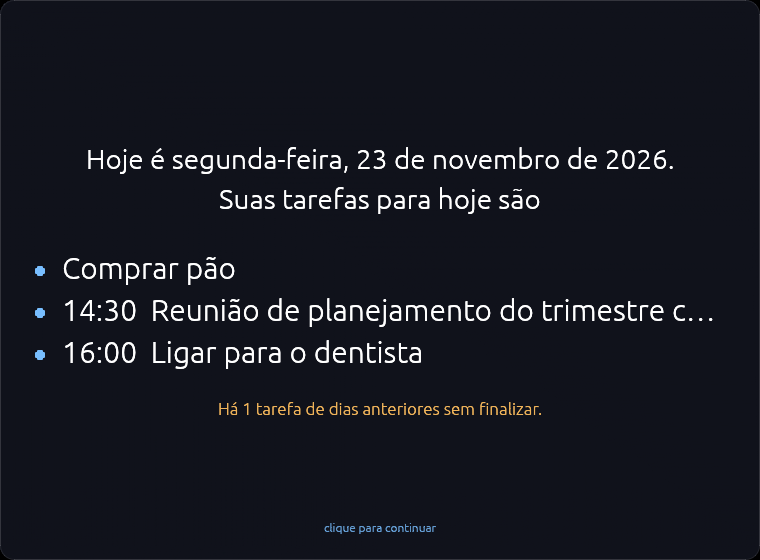 Hoje é segunda-feira, 23 de novembro de 2026.
Suas tarefas para hoje são
• Comprar pão
• 14:30 Reunião de planejamento do trimestre c…
• 16:00 Ligar para o dentista
Há 1 tarefa de dias anteriores sem finalizar.
clique para continuar